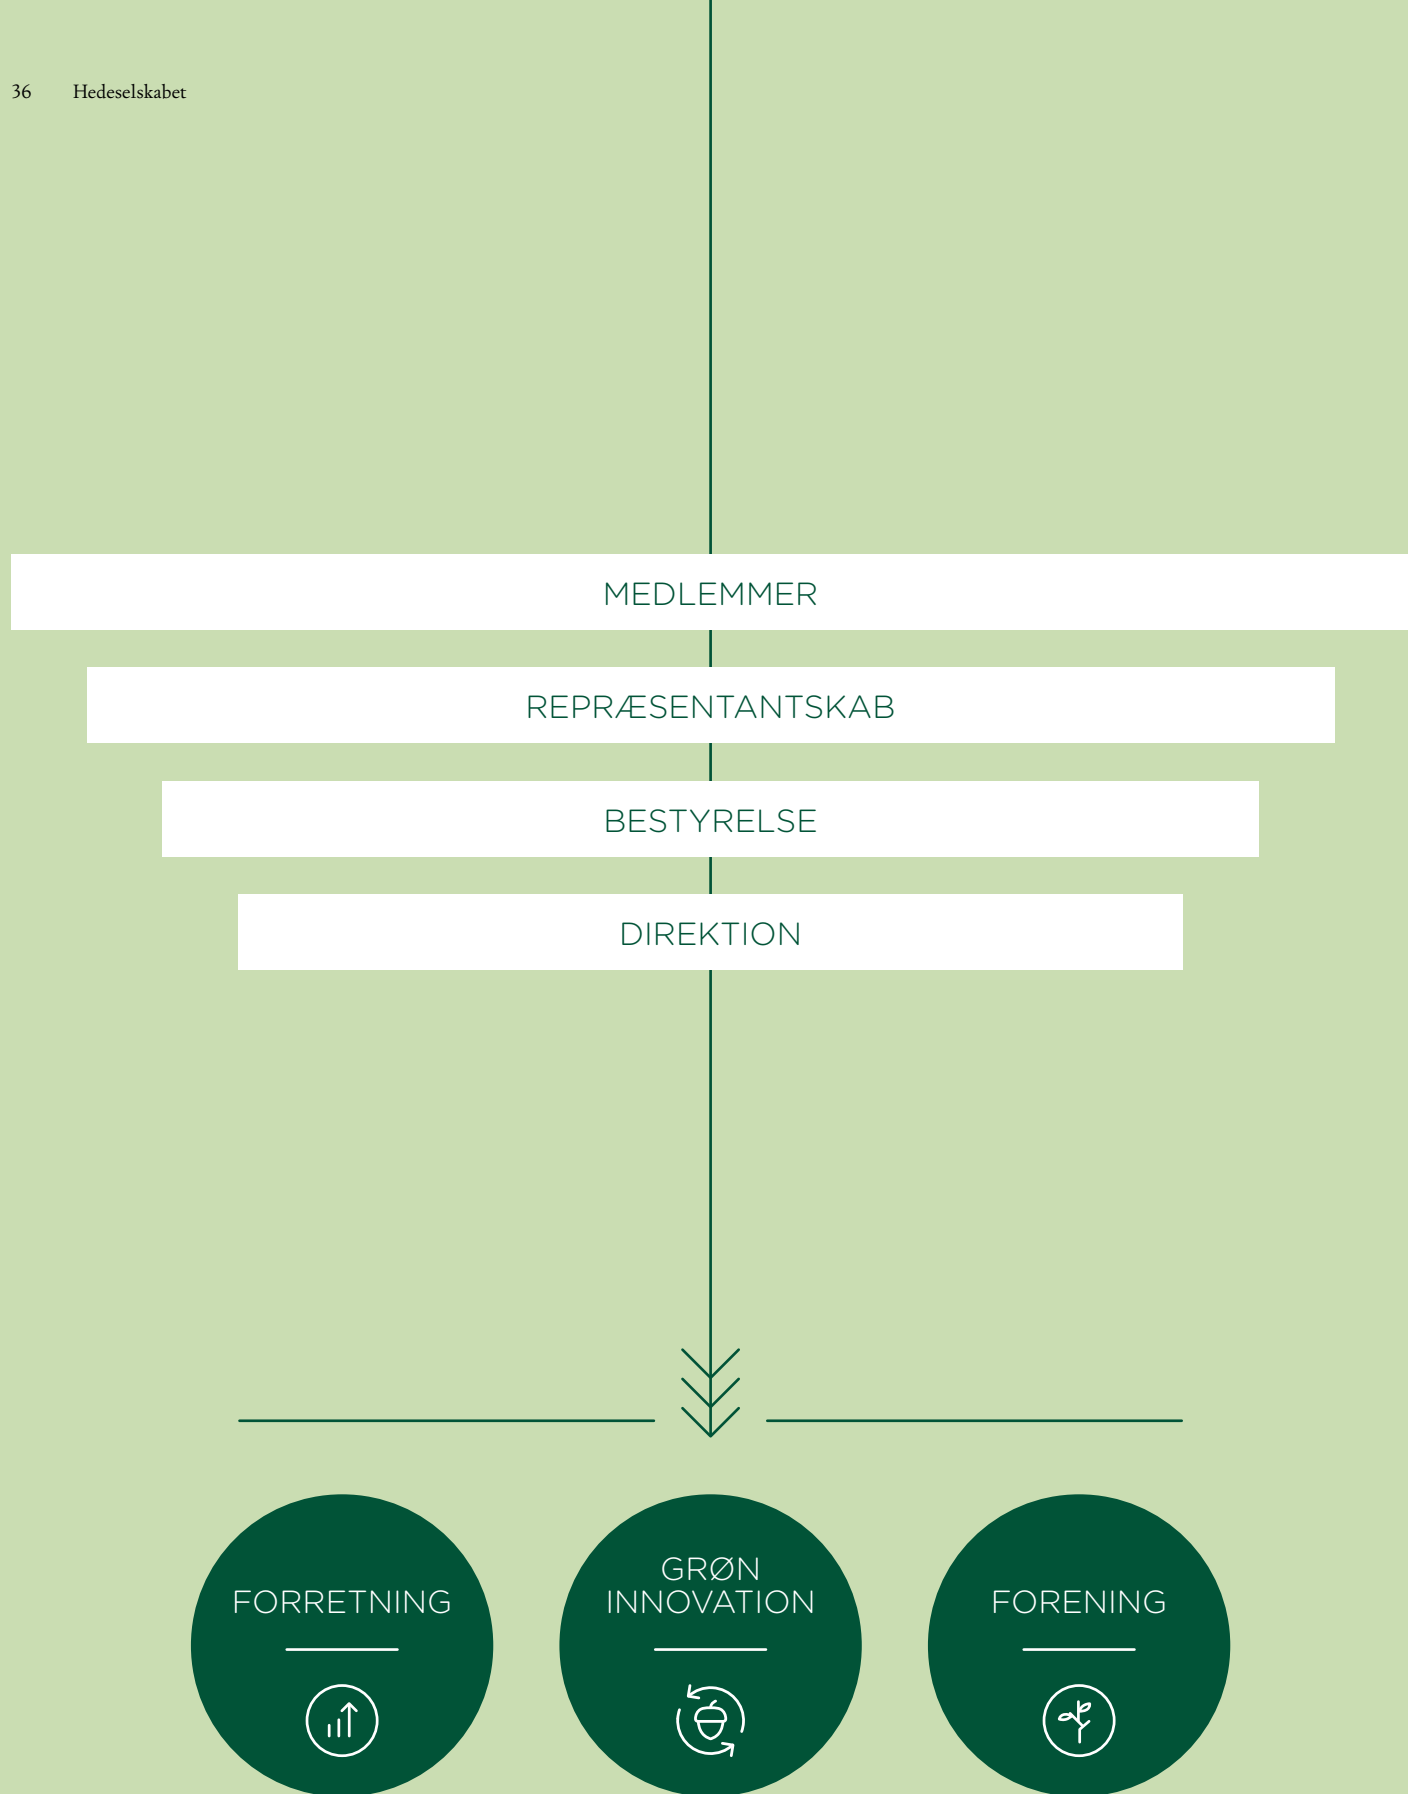 36 Hedeselskabet
MEDLEMMER
REPRÆSENTANTSKAB
BESTYRELSE
DIREKTION
FORRETNING
GRØN
INNOVATION
FORENING